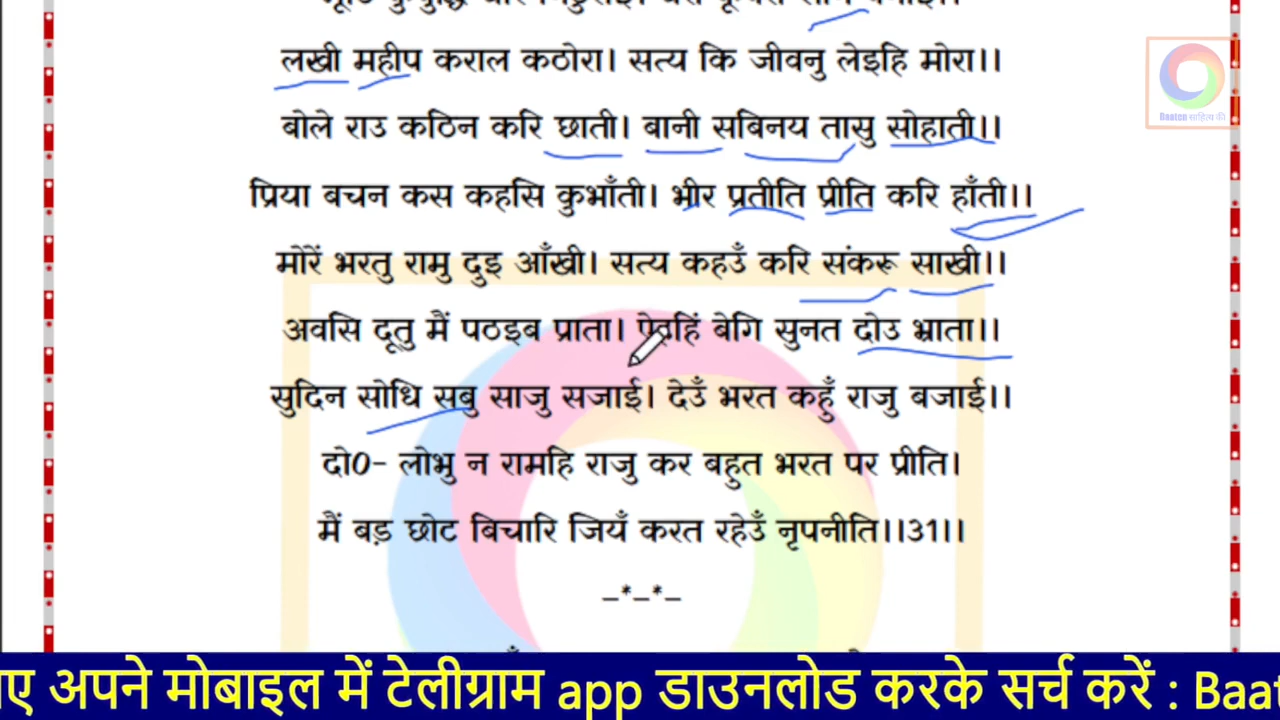 लखी महीप कराल कठोरा। सत्य कि जीवनु लेइहि मोरा।।
बोले राउ कठिन करि छाती। बानी सबिनय तासु सोहाती।।
प्रिया बचन कस कहसि कुभाँती। भीर प्रतीति प्रीति करि हाँती।।
मोरें भरतु रामु दुइ आँखी। सत्य कहउँ करि संकरू साखी।।
अवसि दूतु मैं पठइब प्राता। ऐहहिं बेगि सुनत दोउ भ्राता।।
सुदिन सोधि सबु साजु सजाई। देउँ भरत कहुँ राजु बजाई।।
दो0- लोभु न रामहि राजु कर बहुत भरत पर प्रीति।
मैं बड़ छोट बिचारि जियँ करत रहेउँ नृपनीति।।31।।
–*–*–
Baaten साहित्य की
अपने मोबाइल में टेलीग्राम app डाउनलोड करके सर्च करें :